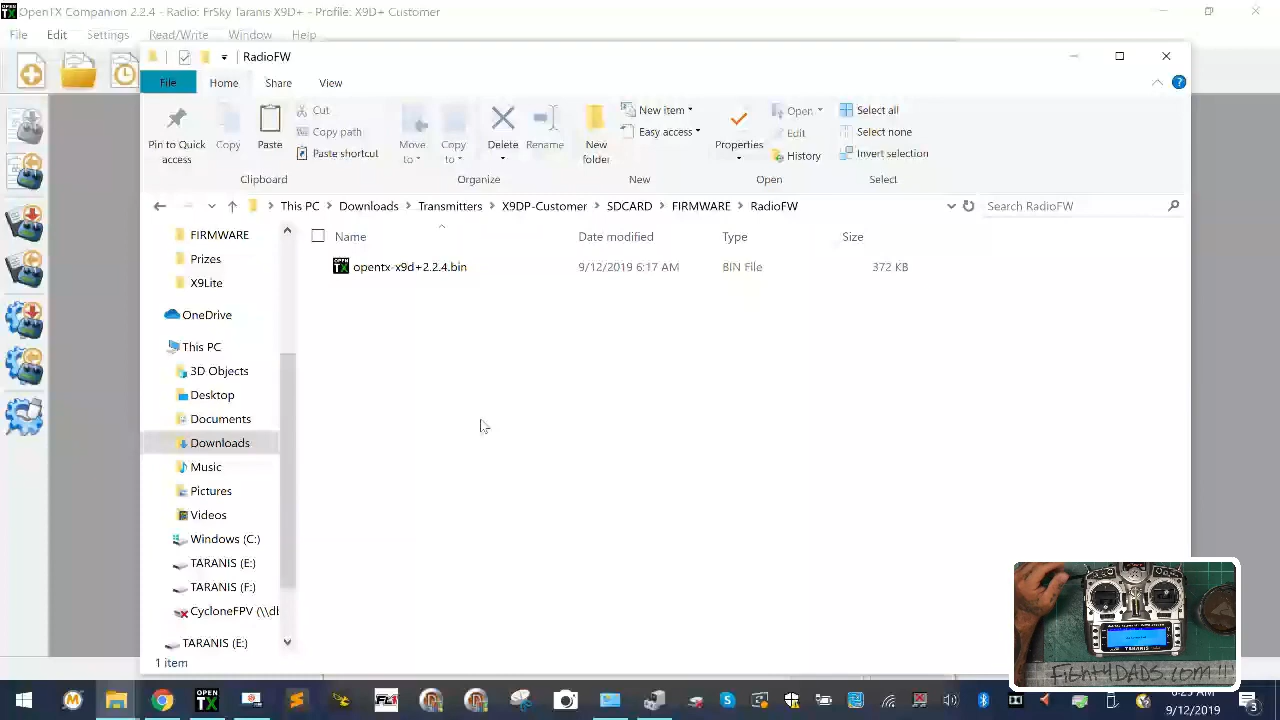 OpenTX Companion 2.2.4 - Radio: FrSky Taranis X9D+ - Profile: X9D+ Customer
File Edit Settings Read/Write Window Help
RadioFW
File Home Share View
Pin to Quick access
Copy
Paste
Cut
Copy path
Paste shortcut
Clipboard
Move to
Copy to
Delete
Rename
Organize
New folder
New item
Easy access
New
Properties
Open
Edit
History
Open
Select all
Select none
Invert selection
Select
This PC > Downloads > Transmitters > X9DP-Customer > SDCARD > FIRMWARE > RadioFW
Search RadioFW
Name Date modified Type Size
opentx-x9d+2.2.4.bin 9/12/2019 6:17 AM BIN File 372 KB
FIRMWARE
Prizes
X9Lite
OneDrive
This PC
3D Objects
Desktop
Documents
Downloads
Music
Pictures
Videos
Windows (C:)
TARANIS (E:)
TARANIS (F:)
CycloneFPV (\\dl
TARANIS (E:)
1 item
TARANIS
Fight4DADS.com !!!
OPEN TX
9/12/2019
3